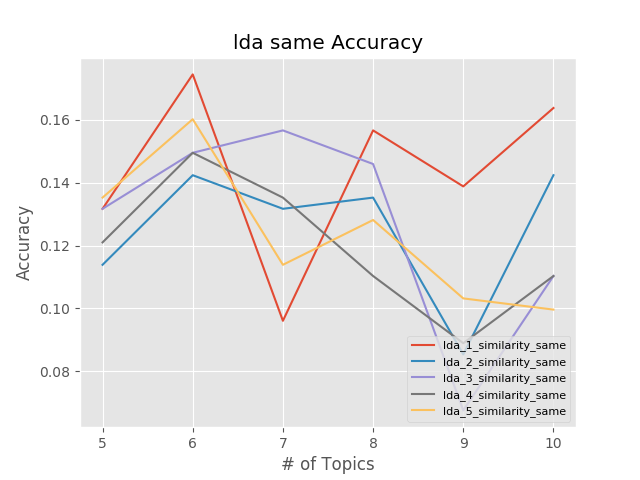 lda same Accuracy
Accuracy
0.16
0.14
0.12
0.10
0.08
lda_1_similarity_same
lda_2_similarity_same
lda_3_similarity_same
lda_4_similarity_same
lda_5_similarity_same
5 6 7 8 9 10
# of Topics